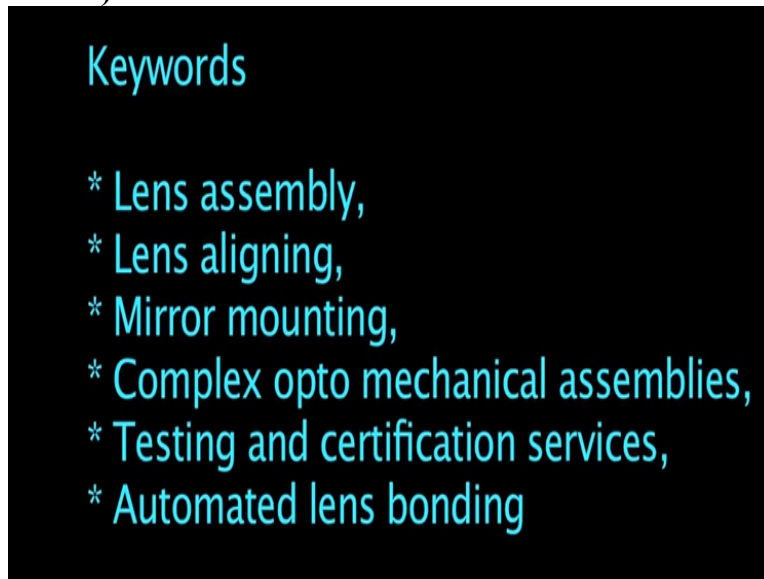 Keywords
* Lens assembly,
* Lens aligning,
* Mirror mounting,
* Complex opto mechanical assemblies,
* Testing and certification services,
* Automated lens bonding